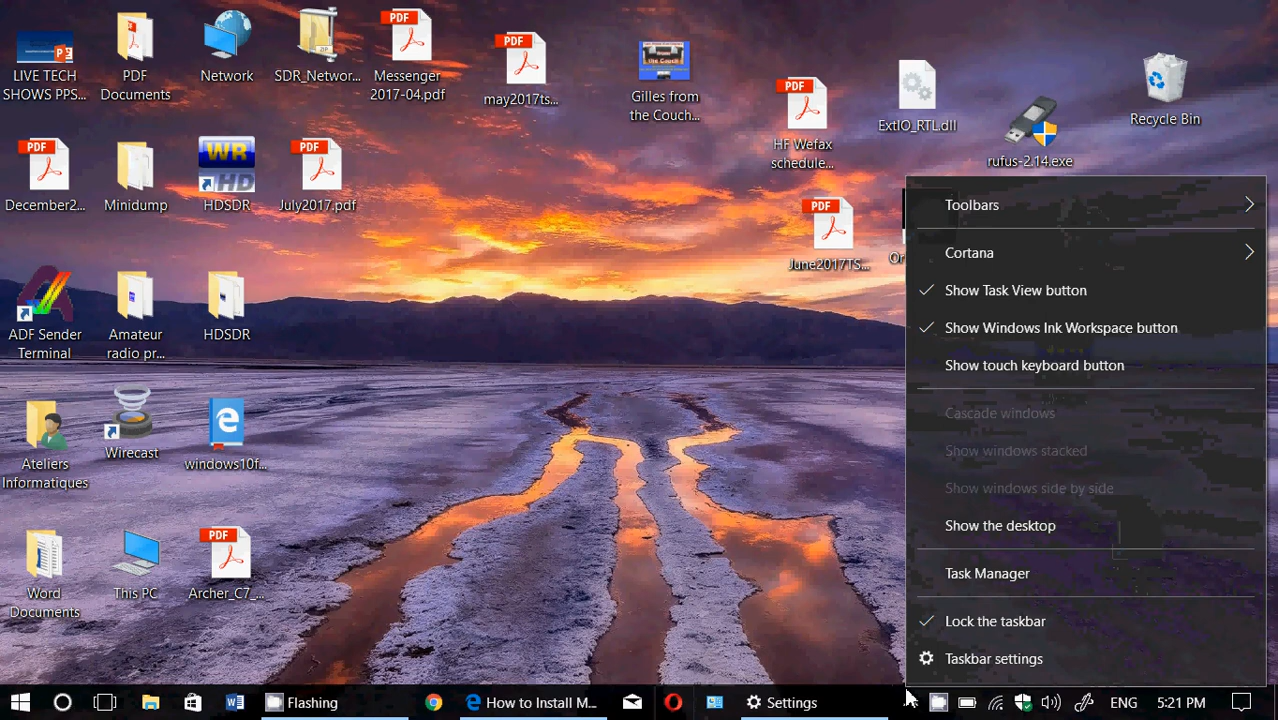 LIVE TECH
SHOWS PPS...
PDF
Documents
Network
SDR_Networ...
Messenger
2017-04.pdf
may2017ts...
Gilles from
the Couch...
HF Wefax
schedule...
ExtIO_RTL.dll
rufus-2.14.exe
Recycle Bin
December2...
Minidump
HDSDR
July2017.pdf
June2017TS...
Or
ADF Sender
Terminal
Amateur
radio pr...
HDSDR
Ateliers
Informatiques
Wirecast
windows10f...
Word
Documents
This PC
Archer_C7_...
PDF
PDF
PDF
PDF
PDF
PDF
PDF
WR
HD
ZIP
Toolbars
Cortana
Show Task View button
Show Windows Ink Workspace button
Show touch keyboard button
Cascade windows
Show windows stacked
Show windows side by side
Show the desktop
Task Manager
Lock the taskbar
Taskbar settings
Flashing
How to Install M...
Settings
ENG
5:21 PM